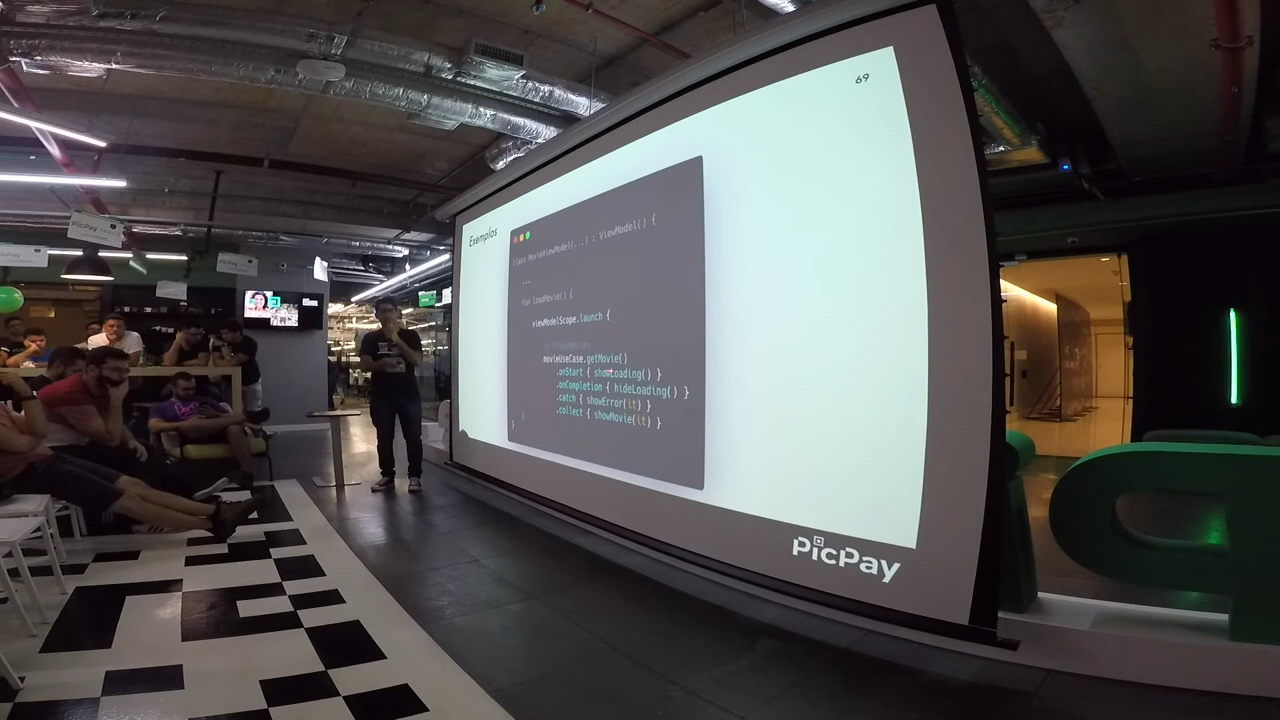 69
Exemplos
class MovieViewModel(...) : ViewModel() {
...
fun loadMovie() {
viewModelScope.launch {
movieUseCase.getMovie()
.onStart { showLoading() }
.onCompletion { hideLoading() }
.catch { showError(it) }
.collect { showMovie(it) }
}
}
PicPay
PicPay
PicPay